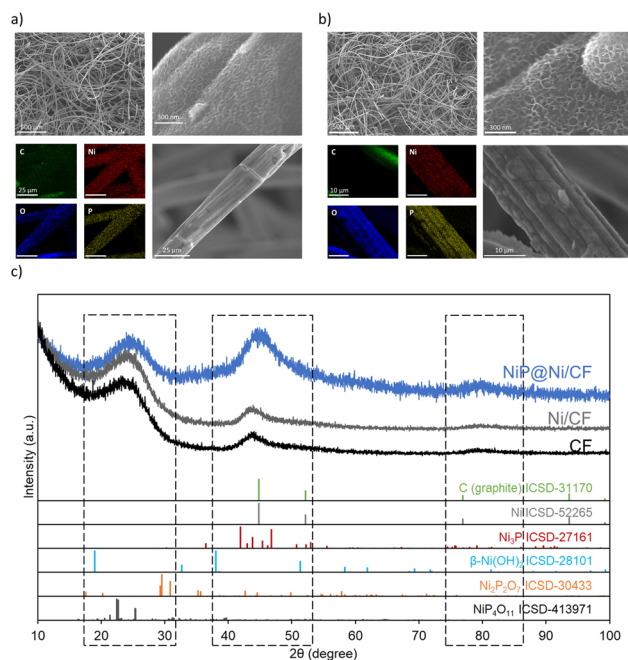 a)
b)
500 µm
300 nm
500 µm
300 nm
C
Ni
25 µm
O
P
25 µm
C
Ni
10 µm
O
P
10 µm
c)
Intensity (a.u.)
NiP@Ni/CF
Ni/CF
CF
C (graphite) ICSD-31170
Ni ICSD-52265
Ni₃P ICSD-27161
β-Ni(OH)₂ ICSD-28101
Ni₂P₂O₇ ICSD-30433
NiP₄O₁₁ ICSD-413971
10 20 30 40 50 60 70 80 90 100
2θ (degree)